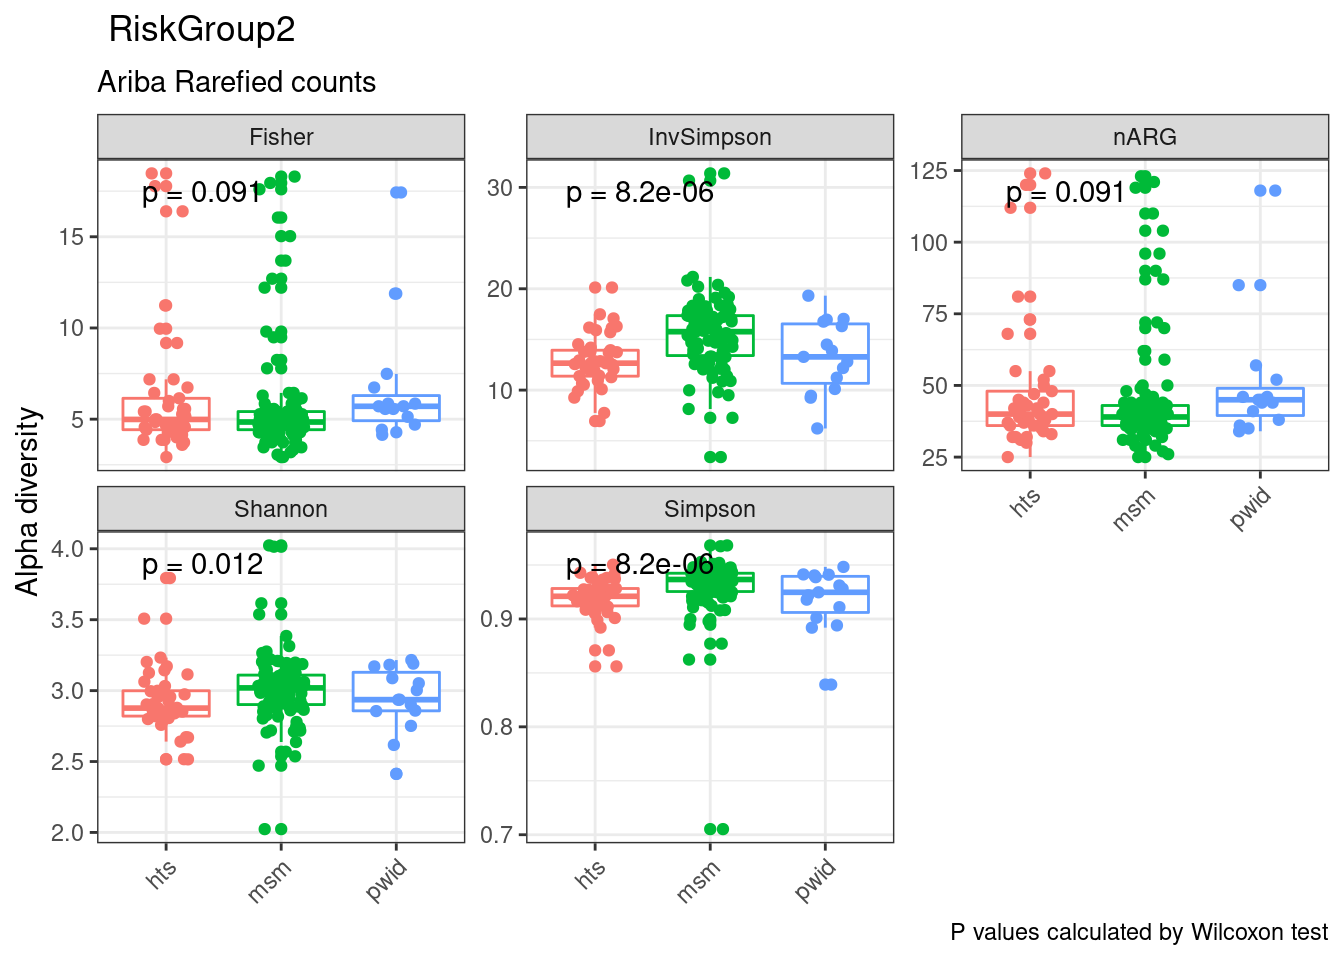 RiskGroup2
Ariba Rarefied counts
Alpha diversity
Fisher
p = 0.091
15
10
5
InvSimpson
p = 8.2e-06
30
20
10
nARG
p = 0.091
125
100
75
50
25
hts
msm
pwid
Shannon
p = 0.012
4.0
3.5
3.0
2.5
2.0
hts
msm
pwid
Simpson
p = 8.2e-06
0.9
0.8
0.7
hts
msm
pwid
P values calculated by Wilcoxon test